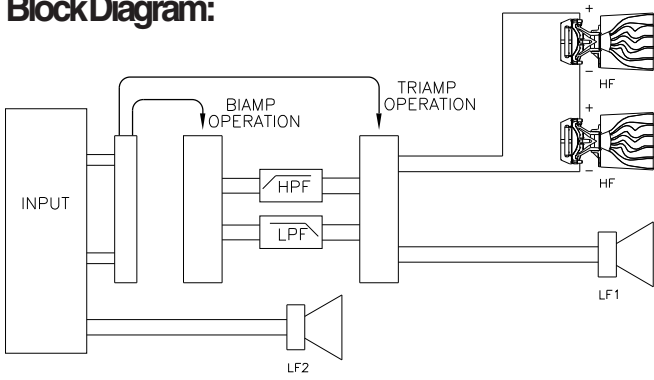 Block Diagram:
+
−
HF
TRIAMP
OPERATION
BIAMP
OPERATION
+
−
HF
INPUT
HPF
LPF
LF1
LF2